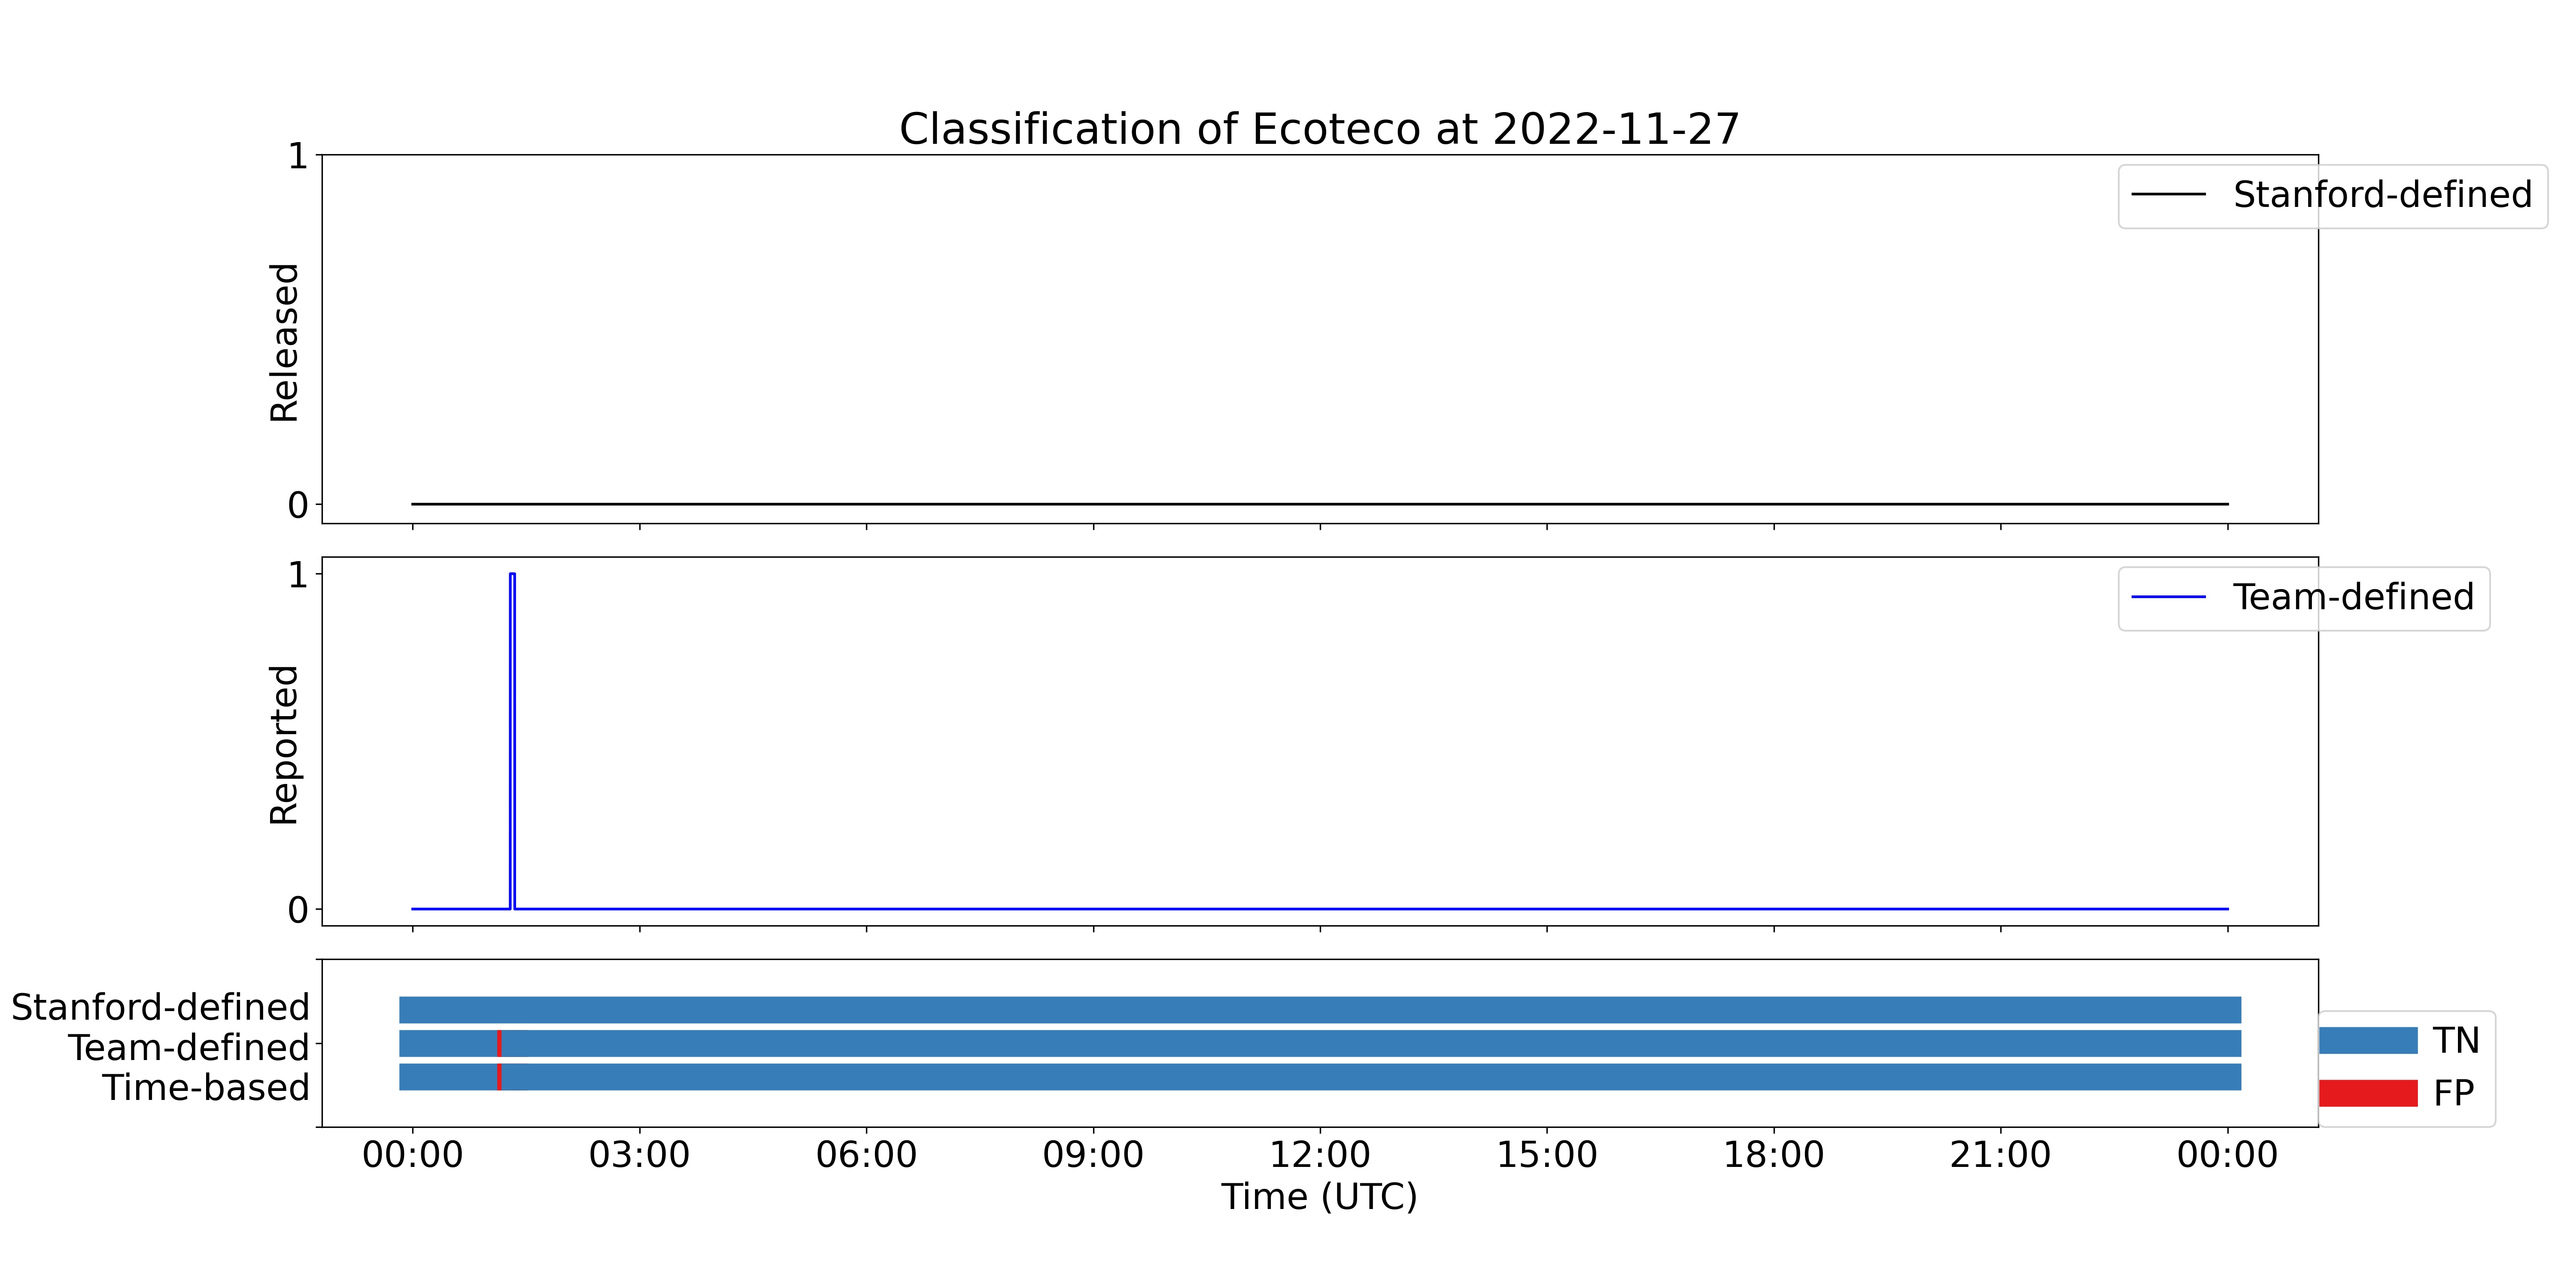 Classification of Ecoteco at 2022-11-27
1
Released
0
Stanford-defined
1
Reported
0
Team-defined
Stanford-defined
Team-defined
Time-based
TN
FP
00:00 03:00 06:00 09:00 12:00 15:00 18:00 21:00 00:00
Time (UTC)